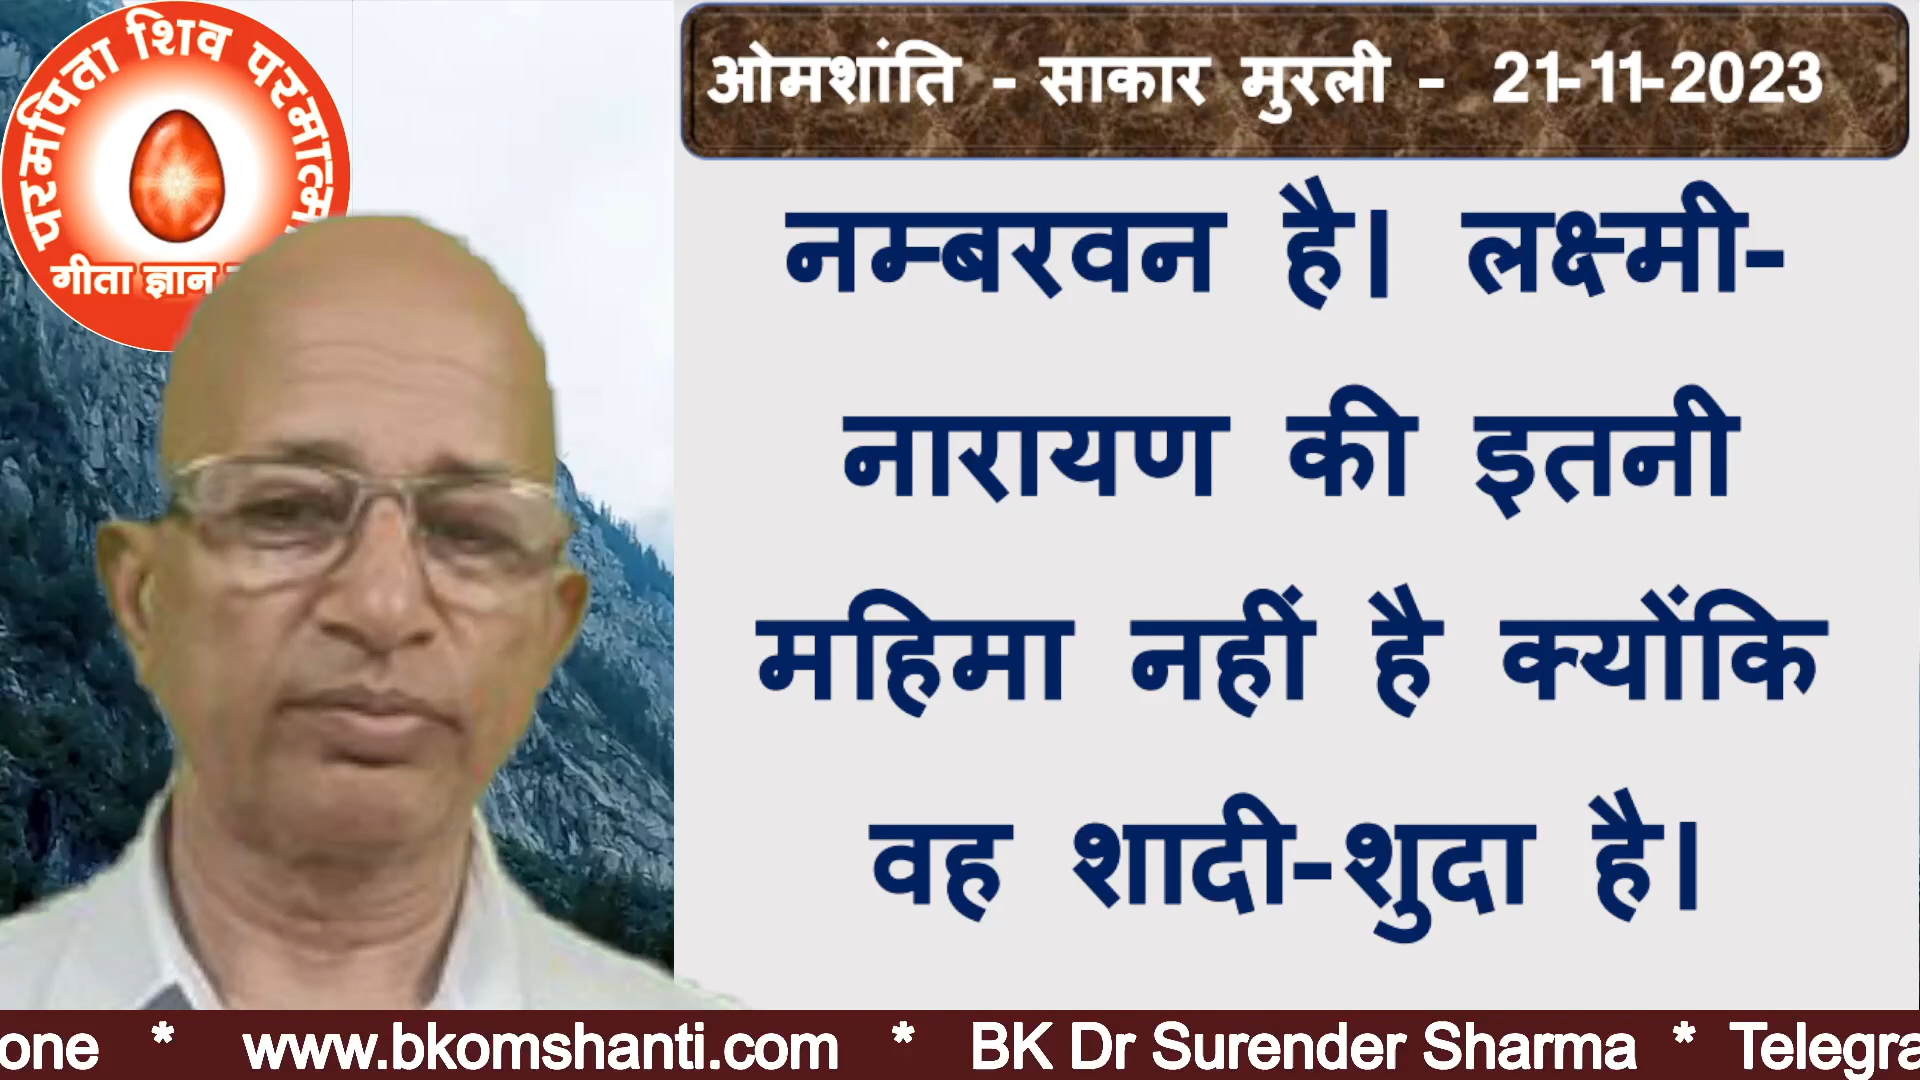 परमपिता शिव परमात्म
गीता ज्ञान
ओमशांति - साकार मुरली - 21-11-2023
नम्बरवन है। लक्ष्मी-
नारायण की इतनी
महिमा नहीं है क्योंकि
वह शादी-शुदा है।
one * www.bkomshanti.com * BK Dr Surender Sharma * Telegra